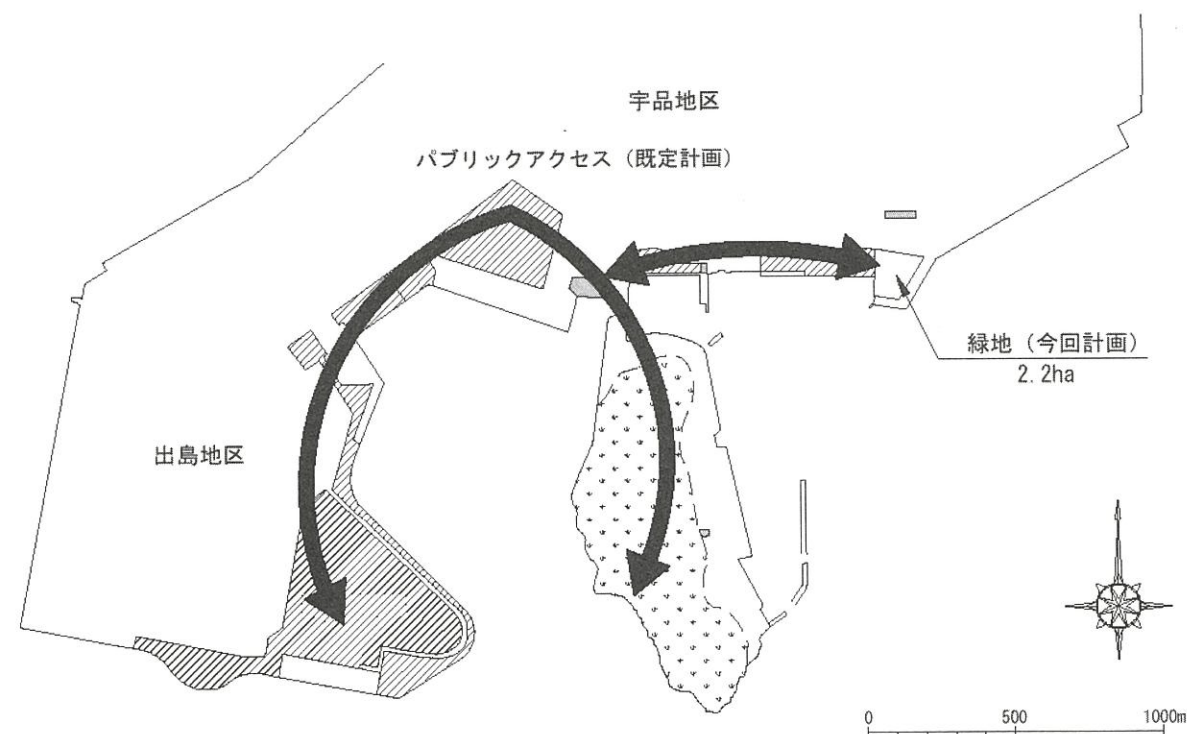 宇品地区
パブリックアクセス（既定計画）
緑地（今回計画）
2.2ha
出島地区
0 500 1000m